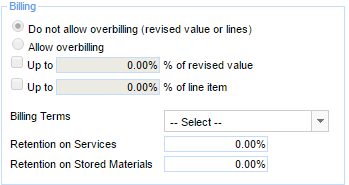 Billing
Do not allow overbilling (revised value or lines)
Allow overbilling
Up to 0.00% % of revised value
Up to 0.00% % of line item
Billing Terms -- Select --
Retention on Services 0.00%
Retention on Stored Materials 0.00%